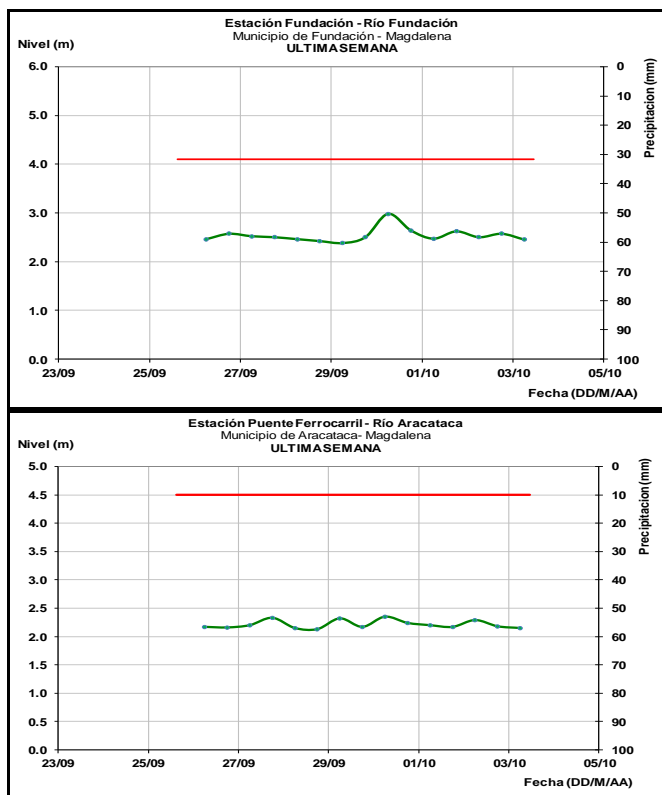 Estación Fundación - Río Fundación
Municipio de Fundación - Magdalena
ULTIMA SEMANA
Nivel (m)
6.0
5.0
4.0
3.0
2.0
1.0
0.0
0
10
20
30
40
50
60
70
80
90
100
Precipitacion (mm)
23/09 25/09 27/09 29/09 01/10 03/10 05/10
Fecha (DD/M/AA)
Estación Puente Ferrocarril - Río Aracataca
Municipio de Aracataca- Magdalena
ULTIMA SEMANA
Nivel (m)
5.0
4.5
4.0
3.5
3.0
2.5
2.0
1.5
1.0
0.5
0.0
0
10
20
30
40
50
60
70
80
90
100
Precipitacion (mm)
23/09 25/09 27/09 29/09 01/10 03/10 05/10
Fecha (DD/M/AA)